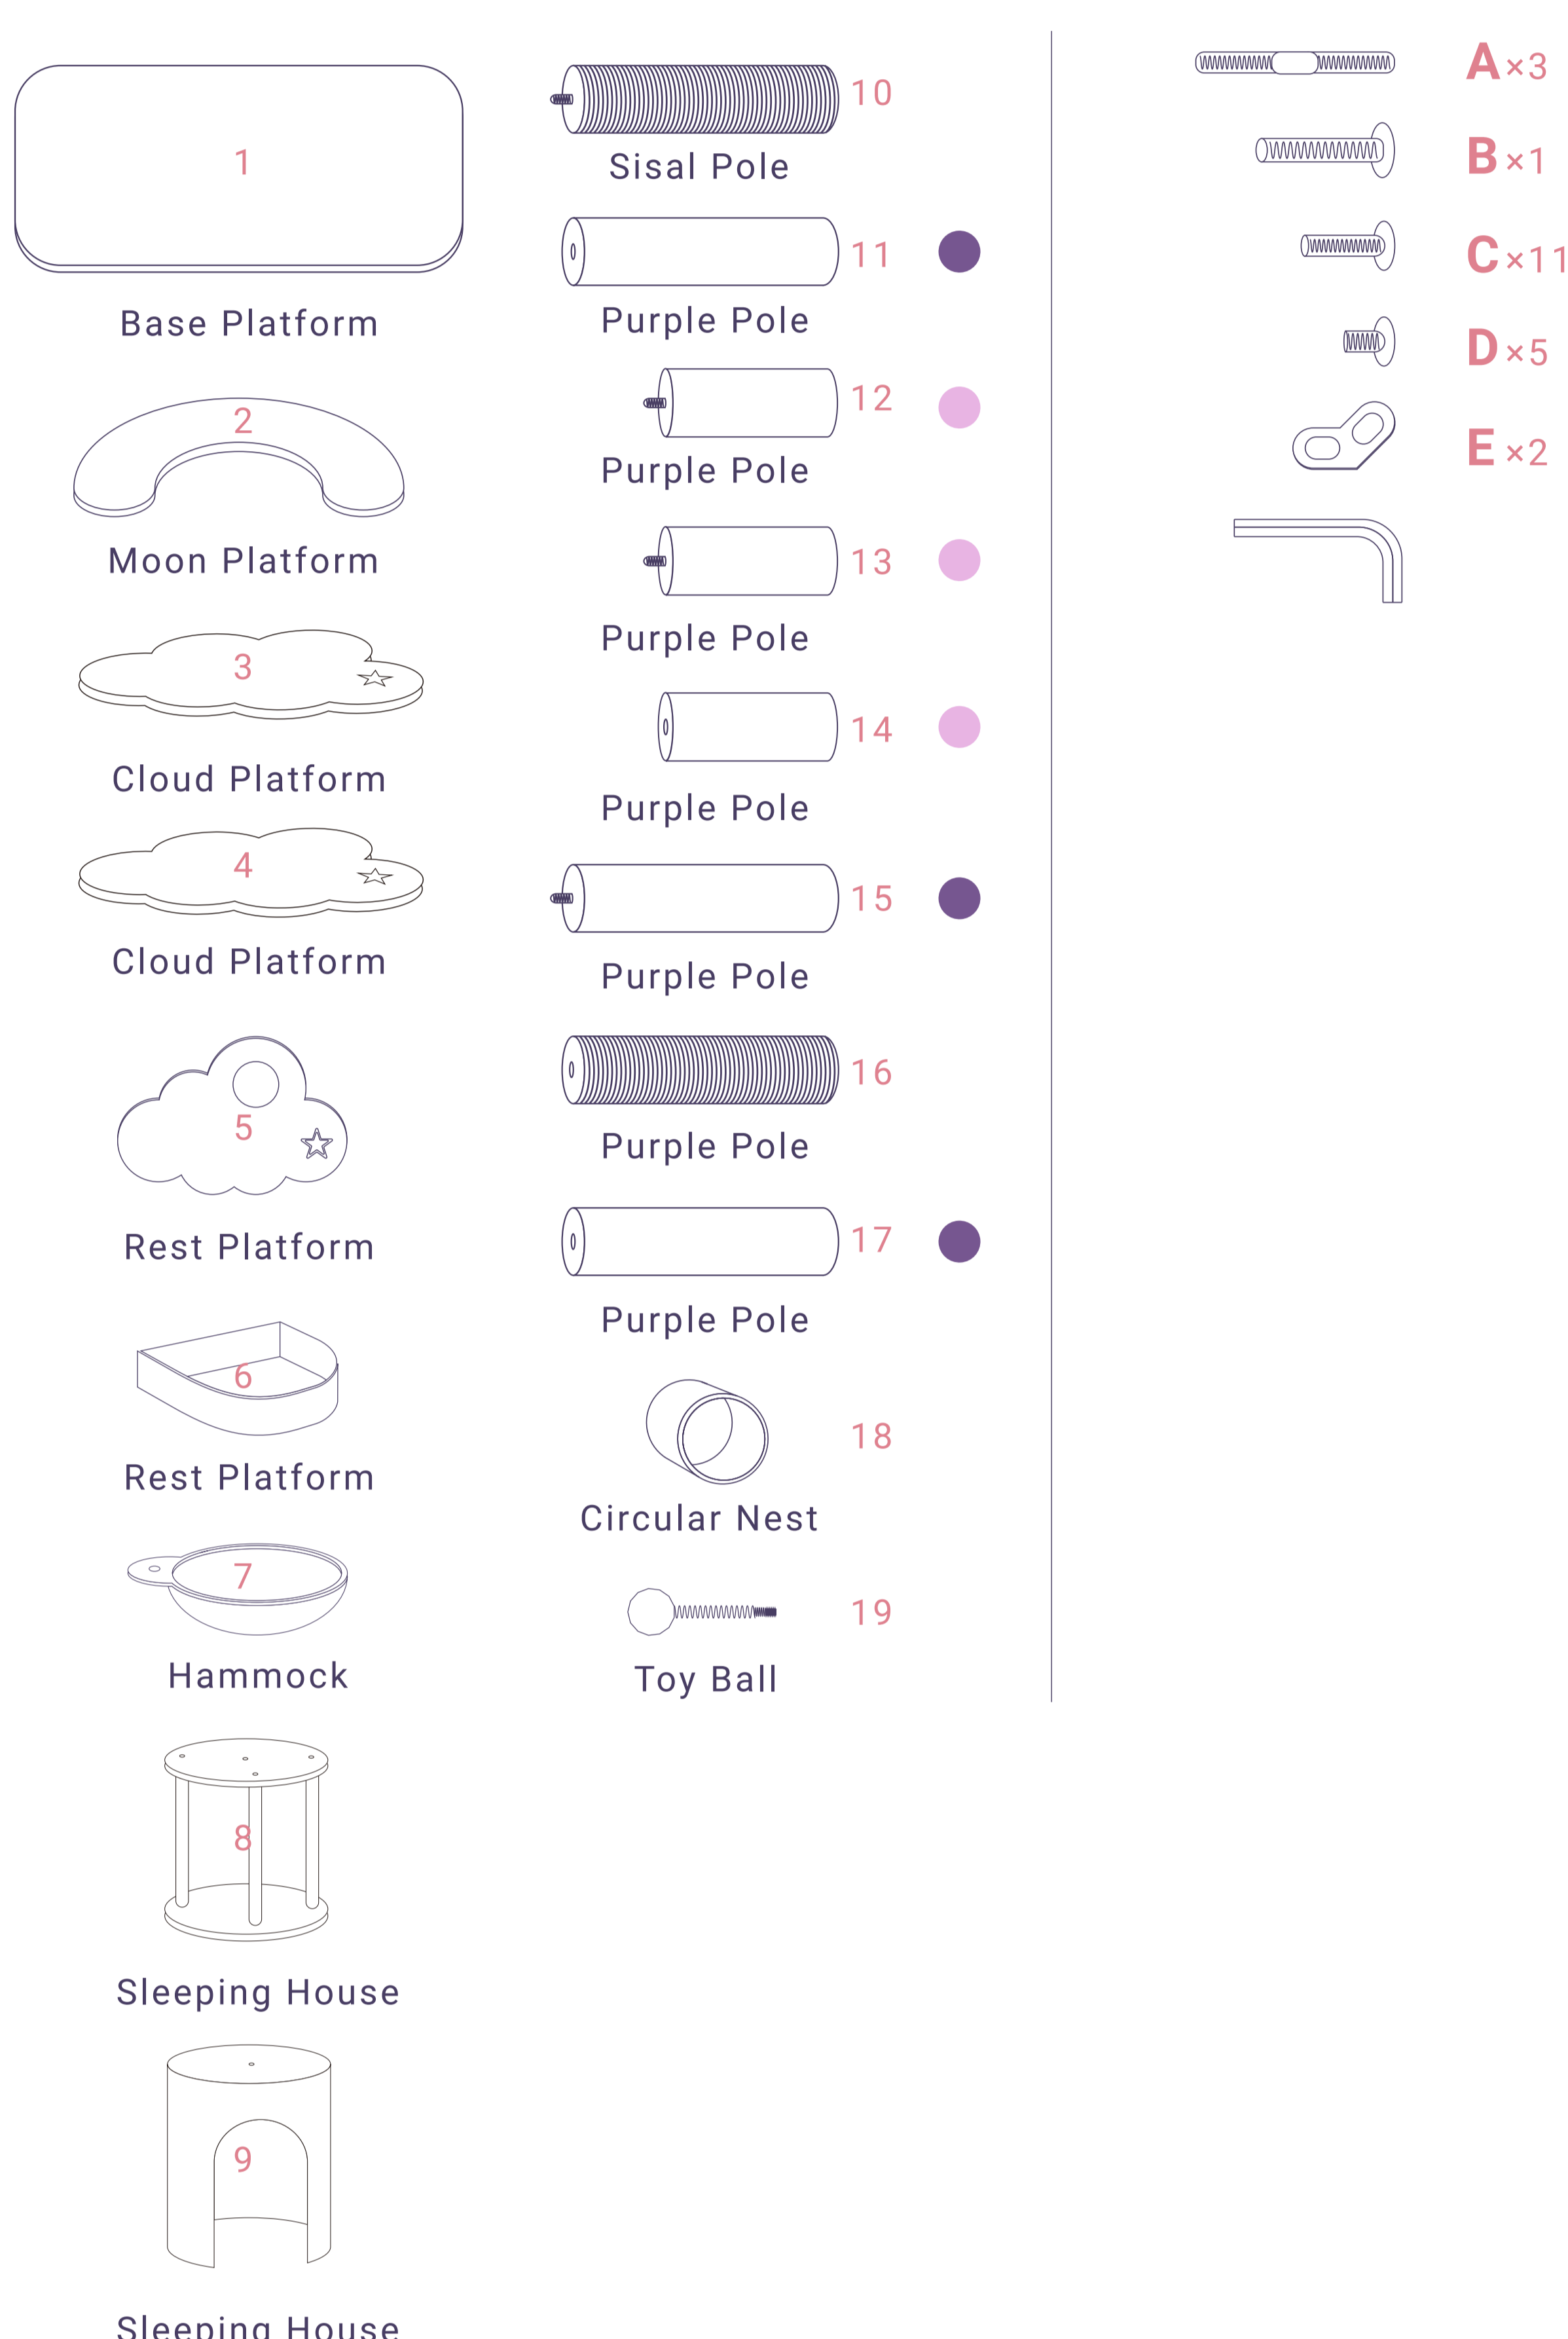 1
Base Platform
2
Moon Platform
3
Cloud Platform
4
Cloud Platform
5
Rest Platform
6
Rest Platform
7
Hammock
8
Sleeping House
9
Sleeping House
10
Sisal Pole
11
Purple Pole
12
Purple Pole
13
Purple Pole
14
Purple Pole
15
Purple Pole
16
Purple Pole
17
Purple Pole
18
Circular Nest
19
Toy Ball
A×3
B×1
C×11
D×5
E×2